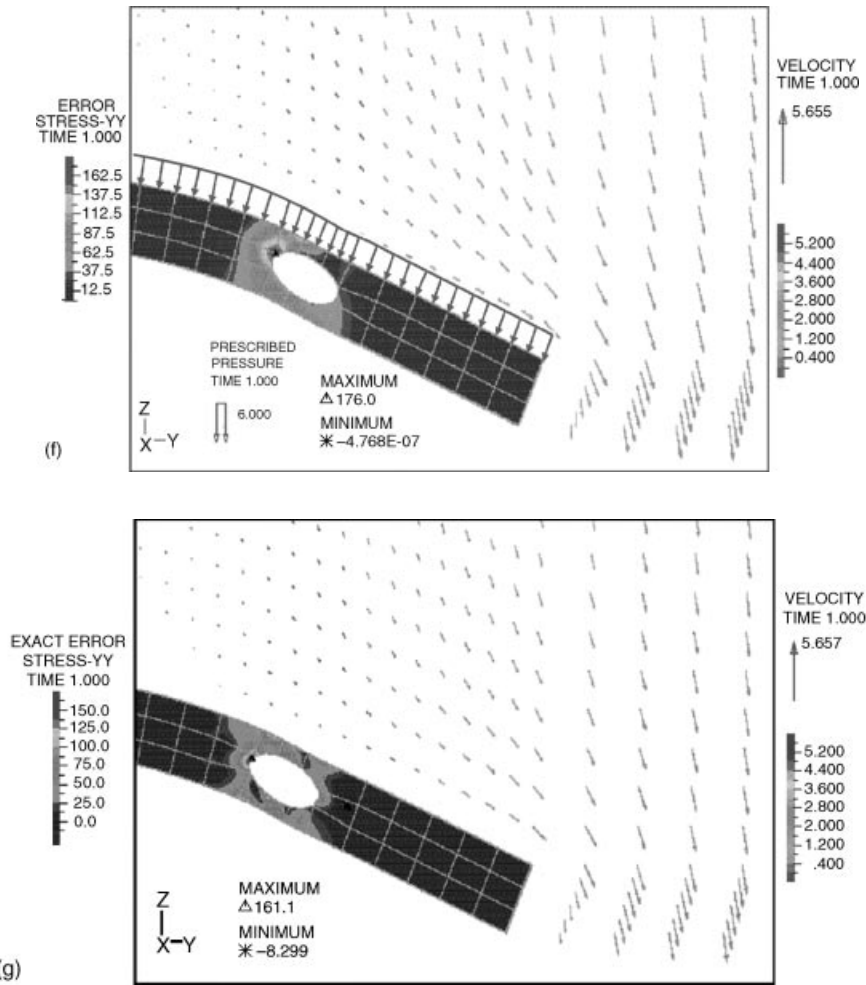 ERROR
STRESS-YY
TIME 1.000
162.5
137.5
112.5
87.5
62.5
37.5
12.5
PRESCRIBED
PRESSURE
TIME 1.000
6.000
MAXIMUM
△ 176.0
MINIMUM
✳ −4.768E-07
Z
X–Y
VELOCITY
TIME 1.000
5.655
5.200
4.400
3.600
2.800
2.000
1.200
0.400
(f)
EXACT ERROR
STRESS-YY
TIME 1.000
150.0
125.0
100.0
75.0
50.0
25.0
0.0
MAXIMUM
△161.1
MINIMUM
✳ −8.299
Z
X–Y
VELOCITY
TIME 1.000
5.657
5.200
4.400
3.600
2.800
2.000
1.200
.400
(g)